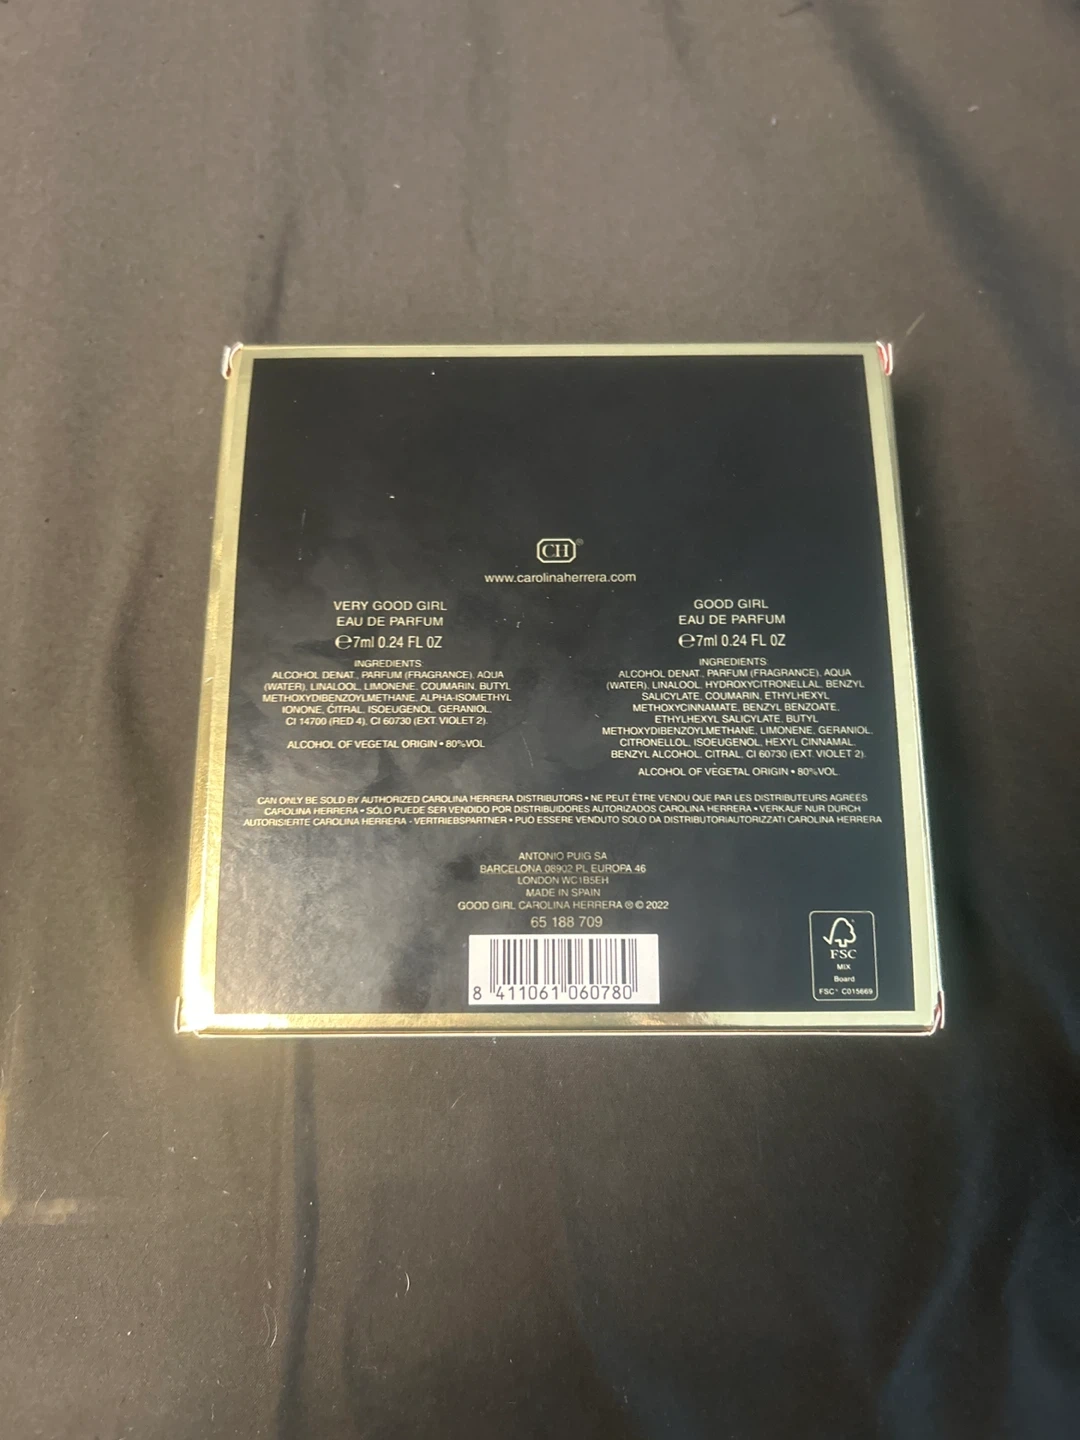 CH®
www.carolinaherrera.com
VERY GOOD GIRL
EAU DE PARFUM
℮7ml 0.24 FL OZ
INGREDIENTS:
ALCOHOL DENAT., PARFUM (FRAGRANCE), AQUA
(WATER), LINALOOL, LIMONENE, COUMARIN, BUTYL
METHOXYDIBENZOYLMETHANE, ALPHA-ISOMETHYL
IONONE, CITRAL, ISOEUGENOL, GERANIOL,
CI 14700 (RED 4), CI 60730 (EXT. VIOLET 2).
ALCOHOL OF VEGETAL ORIGIN • 80%VOL
GOOD GIRL
EAU DE PARFUM
℮7ml 0.24 FL OZ
INGREDIENTS:
ALCOHOL DENAT., PARFUM (FRAGRANCE), AQUA
(WATER), LINALOOL, HYDROXYCITRONELLAL, BENZYL
SALICYLATE, COUMARIN, ETHYLHEXYL
METHOXYCINNAMATE, BENZYL BENZOATE,
ETHYLHEXYL SALICYLATE, BUTYL
METHOXYDIBENZOYLMETHANE, LIMONENE, GERANIOL,
CITRONELLOL, ISOEUGENOL, HEXYL CINNAMAL,
BENZYL ALCOHOL, CITRAL, CI 60730 (EXT. VIOLET 2).
ALCOHOL OF VEGETAL ORIGIN • 80%VOL.
CAN ONLY BE SOLD BY AUTHORIZED CAROLINA HERRERA DISTRIBUTORS • NE PEUT ÊTRE VENDU QUE PAR LES DISTRIBUTEURS AGRÉÉS
CAROLINA HERRERA • SOLO PUEDE SER VENDIDO POR DISTRIBUIDORES AUTORIZADOS CAROLINA HERRERA • VERKAUF NUR DURCH
AUTORISIERTE CAROLINA HERRERA - VERTRIEBSPARTNER • PUÒ ESSERE VENDUTO SOLO DA DISTRIBUTORIAUTORIZZATI CAROLINA HERRERA
ANTONIO PUIG SA
BARCELONA 08902 PL EUROPA 46
LONDON WC1B5EH
MADE IN SPAIN
GOOD GIRL CAROLINA HERRERA ® © 2022
65 188 709
8 411061 060780
FSC
MIX
Board
FSC® C015669